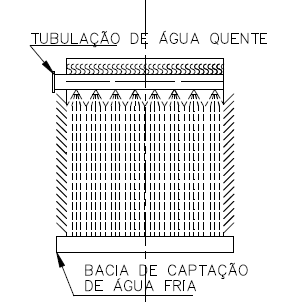 TUBULAÇÃO DE ÁGUA QUENTE
BACIA DE CAPTAÇÃO
DE ÁGUA FRIA